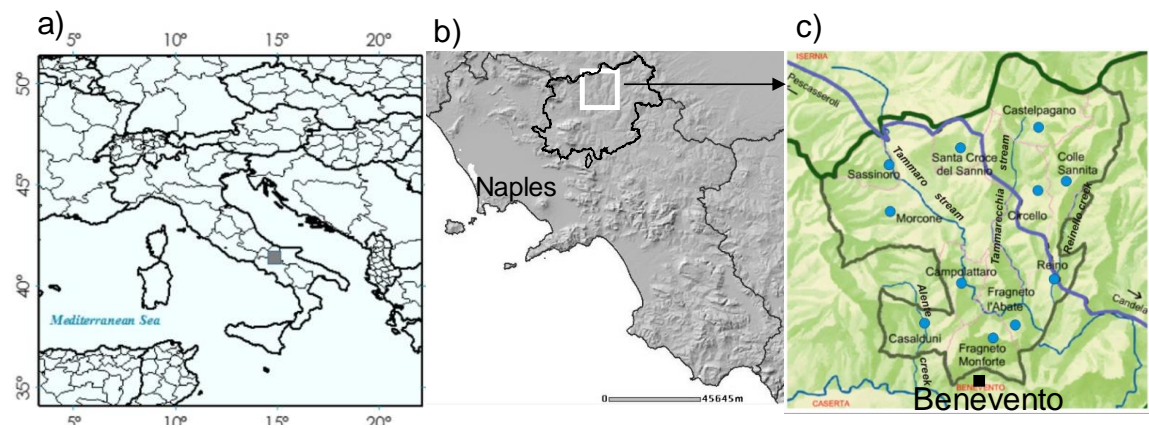 a)
5°
10°
15°
20°
50°
45°
40°
35°
Mediterranean Sea
5°
10°
15°
20°
b)
Naples
0
45645m
c)
ISERNIA
Pescasseroli
Castelpagano
Santa Croce
del Sannio
stream
Colle
Sannita
Sassinoro
Tammaro stream
Morcone
Circello
Tammarecchia
Reinello creek
Campolattaro
Reino
Fragneto
l'Abate
Candela
Alente
Casalduni
Fragneto
Monforte
creek
BENEVENTO
CASERTA
Benevento